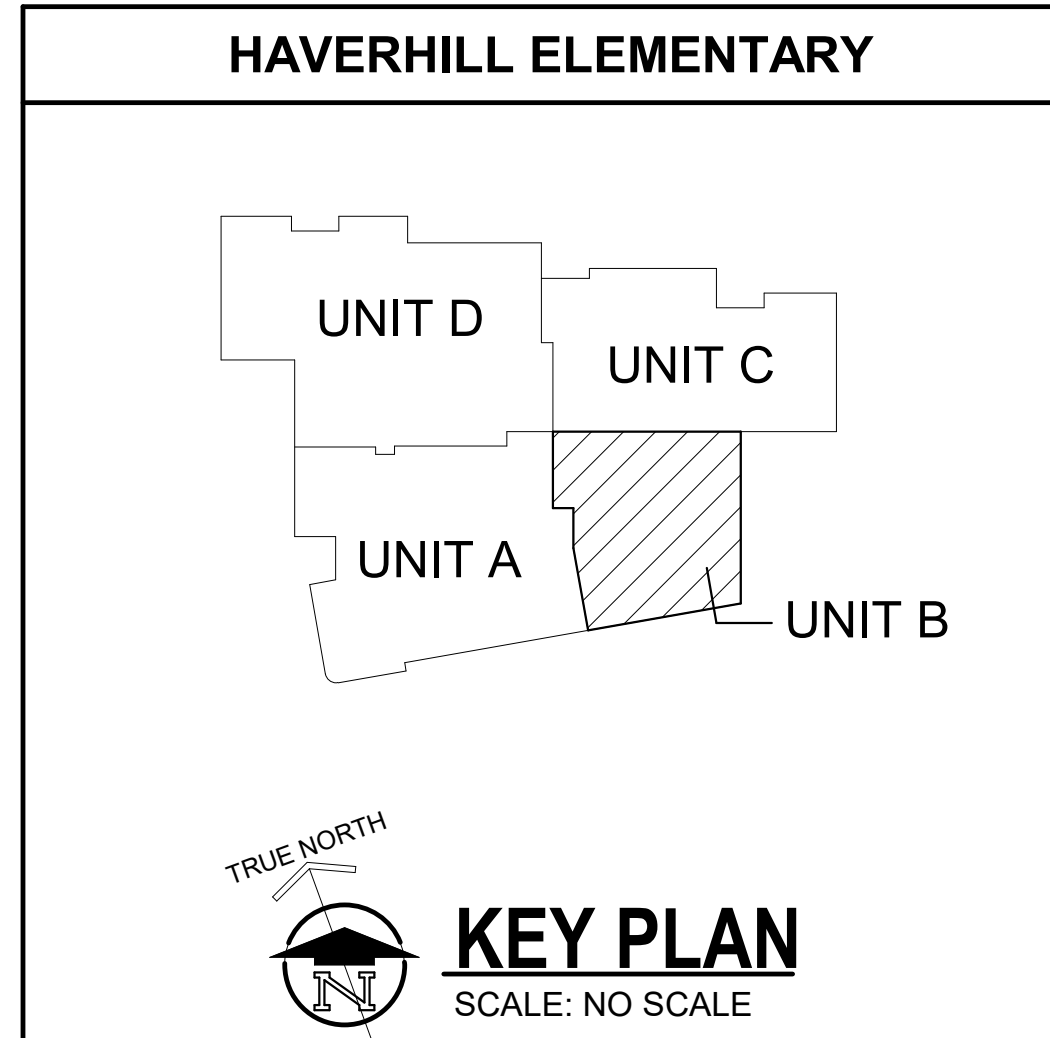 HAVERHILL ELEMENTARY
UNIT D
UNIT C
UNIT A
UNIT B
TRUE NORTH
N
KEY PLAN
SCALE: NO SCALE